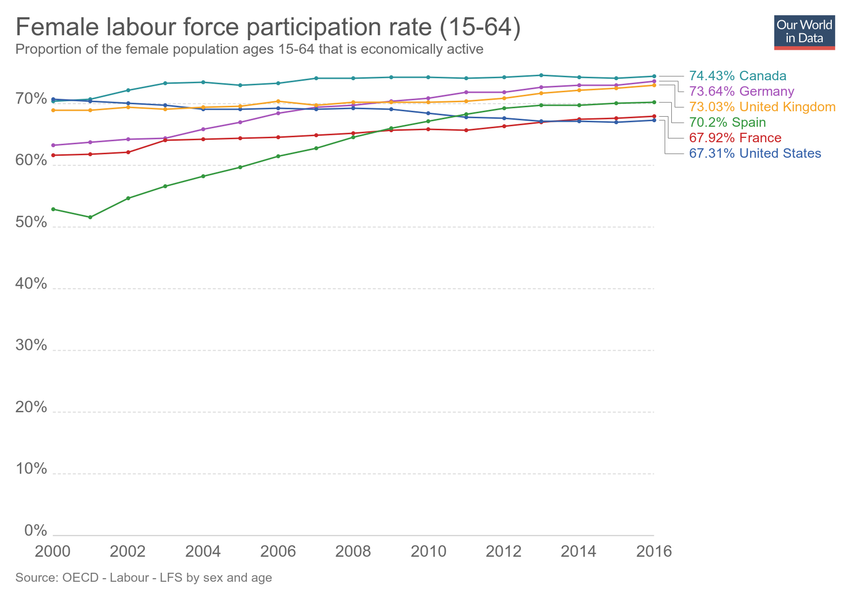 Female labour force participation rate (15-64)
Proportion of the female population ages 15-64 that is economically active
Our World
in Data
74.43% Canada
73.64% Germany
73.03% United Kingdom
70.2% Spain
67.92% France
67.31% United States
70%
60%
50%
40%
30%
20%
10%
0%
2000 2002 2004 2006 2008 2010 2012 2014 2016
Source: OECD - Labour - LFS by sex and age